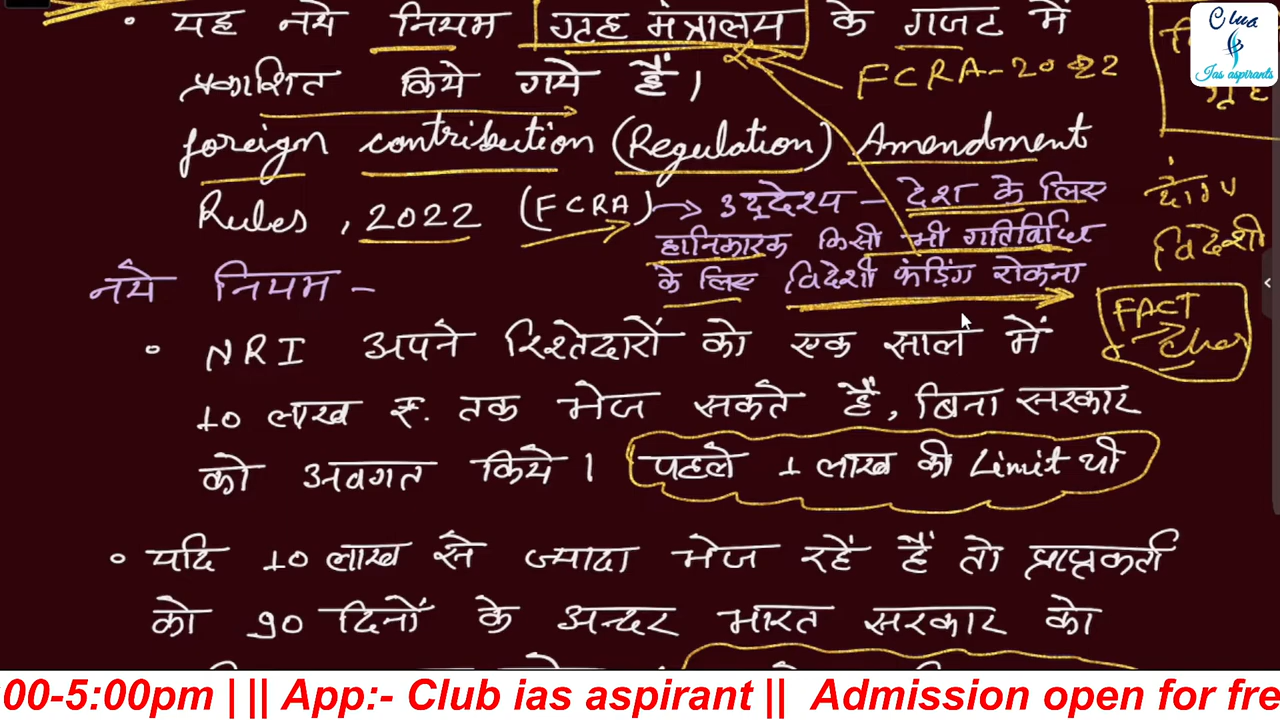 • यह नये नियम गृह मंत्रालय के गजट में
प्रकाशित किये गये हैं।
FCRA-2022
foreign contribution (Regulation) Amendment
Rules, 2022 (FCRA) → उद्देश्य - देश के लिए
हानिकारक किसी भी गतिविधि
के लिए विदेशी फंडिंग रोकना
विदेशी
FACT
नये नियम -
• NRI अपने रिश्तेदारों को एक साल में
10 लाख रु. तक भेज सकते हैं, बिना सरकार
को अवगत किये। पहले 1 लाख की Limit थी
• यदि 10 लाख से ज्यादा भेज रहें हैं तो प्राप्तकर्ता
को 90 दिनों के अन्दर भारत सरकार को
Club
Ias aspirants
00-5:00pm | || App:- Club ias aspirant || Admission open for fre